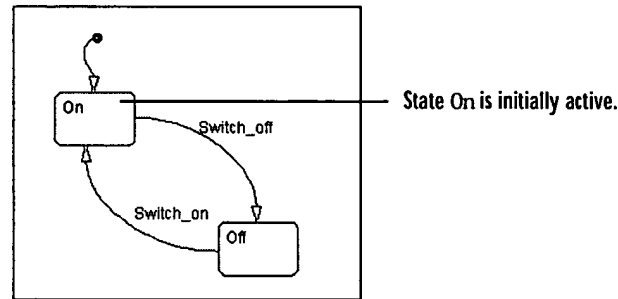 On
State On is initially active.
Switch_off
Switch_on
Off